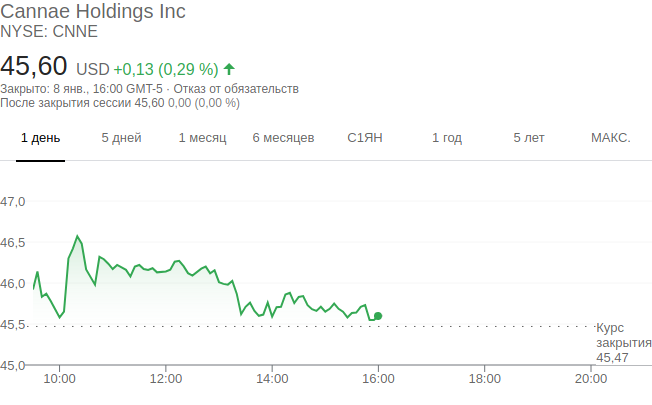 Cannae Holdings Inc
NYSE: CNNE
45,60 USD +0,13 (0,29 %)
Закрыто: 8 янв., 16:00 GMT-5 · Отказ от обязательств
После закрытия сессии 45,60 0,00 (0,00 %)
1 день 5 дней 1 месяц 6 месяцев С1ЯН 1 год 5 лет МАКС.
47,0
46,5
46,0
45,5
Курс
закрытия
45,47
45,0
10:00 12:00 14:00 16:00 18:00 20:00